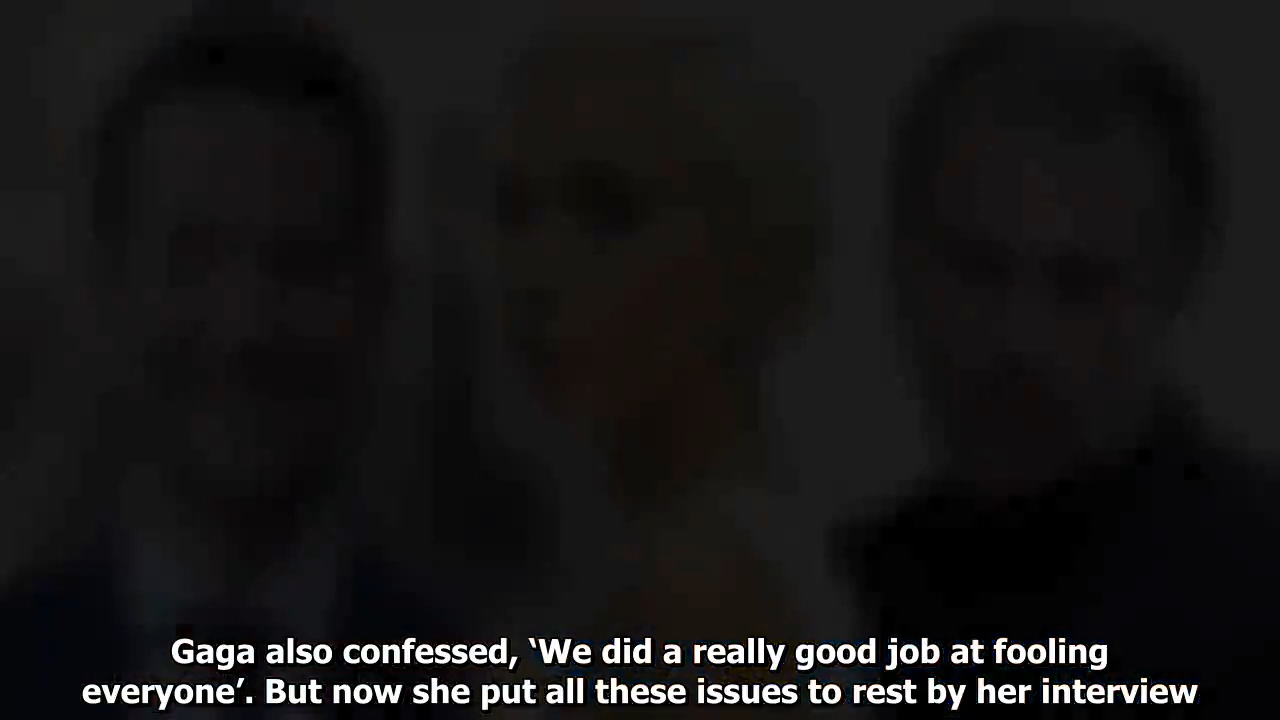 Gaga also confessed, ‘We did a really good job at fooling
everyone’. But now she put all these issues to rest by her interview